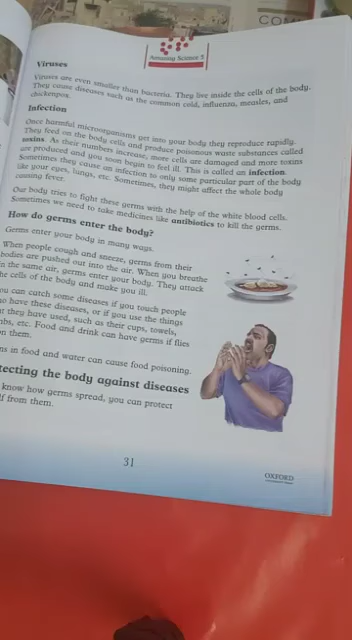 COM
Amazing Science 5
Viruses
Viruses are even smaller than bacteria. They live inside the cells of the body.
They cause diseases such as the common cold, influenza, measles, and
chickenpox.
Infection
Once harmful microorganisms get into your body they reproduce rapidly.
They feed on the body cells and produce poisonous waste substances called
toxins. As their numbers increase, more cells are damaged and more toxins
are produced and you soon begin to feel ill. This is called an infection.
Sometimes they cause an infection to only some particular part of the body
like your eyes, lungs, etc. Sometimes, they might affect the whole body
causing fever.
Our body tries to fight these germs with the help of the white blood cells.
Sometimes we need to take medicines like antibiotics to kill the germs.
How do germs enter the body?
Germs enter your body in many ways.
When people cough and sneeze, germs from their
bodies are pushed out into the air. When you breathe
in the same air, germs enter your body. They attack
he cells of the body and make you ill.
ou can catch some diseases if you touch people
o have these diseases, or if you use the things
t they have used, such as their cups, towels,
bs, etc. Food and drink can have germs if flies
on them.
ns in food and water can cause food poisoning.
tecting the body against diseases
know how germs spread, you can protect
lf from them.
31
OXFORD